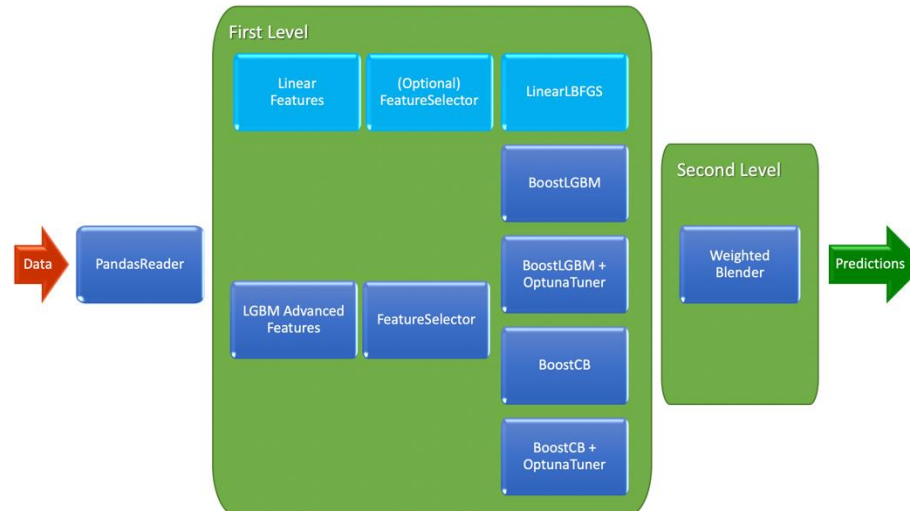 First Level
Linear
Features
(Optional)
FeatureSelector
LinearLBFGS
BoostLGBM
Second Level
Data
PandasReader
BoostLGBM +
OptunaTuner
Weighted
Blender
Predictions
LGBM Advanced
Features
FeatureSelector
BoostCB
BoostCB +
OptunaTuner